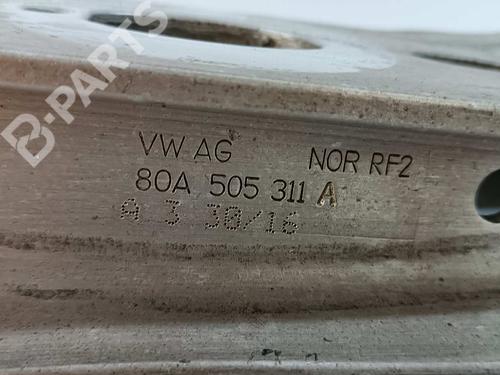 B-PARTS
VW AG NOR RF2
80A 505 311 A
A 3 30/16